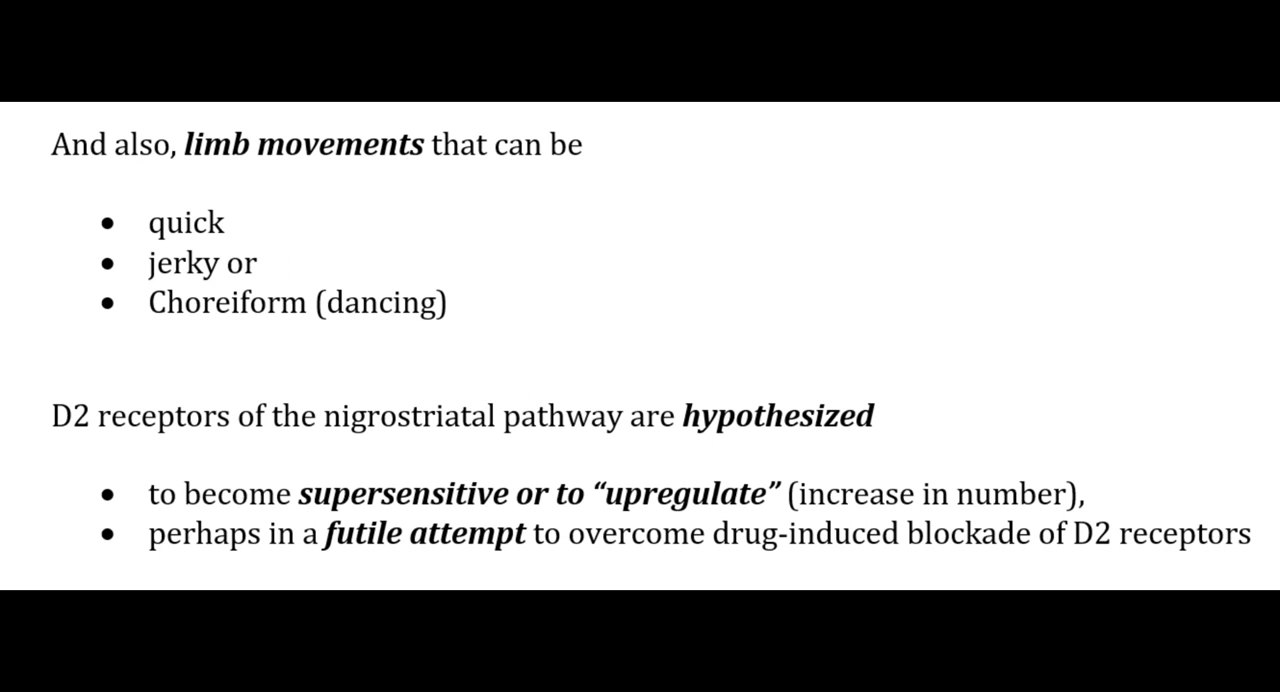 And also, limb movements that can be
• quick
• jerky or
• Choreiform (dancing)
D2 receptors of the nigrostriatal pathway are hypothesized
• to become supersensitive or to “upregulate” (increase in number),
• perhaps in a futile attempt to overcome drug-induced blockade of D2 receptors